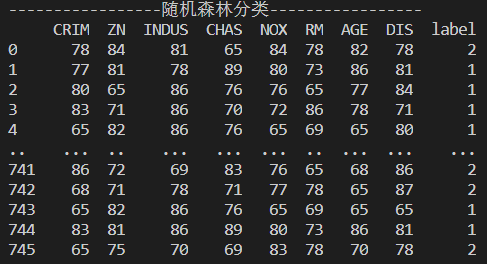 -----------------随机森林分类-----------------
CRIM ZN INDUS CHAS NOX RM AGE DIS label
0 78 84 81 65 84 78 82 78 2
1 77 81 78 89 80 73 86 81 1
2 80 65 86 76 76 65 77 84 1
3 83 71 86 70 72 86 78 71 1
4 65 82 86 76 65 69 65 80 1
.. ... .. ... ... ... .. ... ... ...
741 86 72 69 83 76 65 68 86 2
742 68 71 78 71 77 78 65 87 2
743 65 82 86 76 65 69 65 65 1
744 83 81 86 89 80 73 86 81 1
745 65 75 70 69 83 78 70 78 2